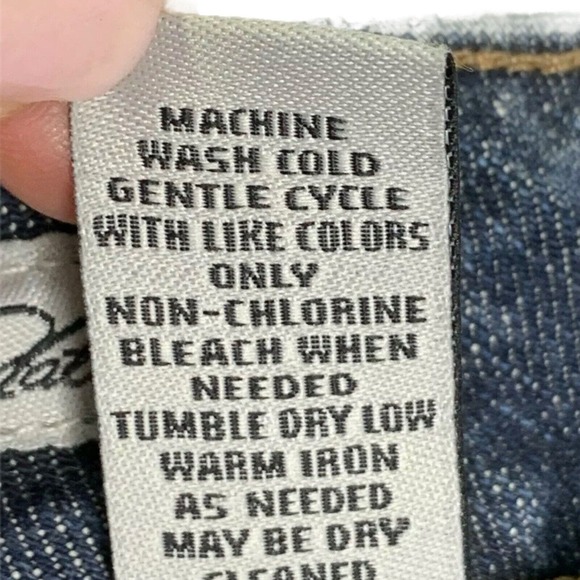 MACHINE
WASH COLD
GENTLE CYCLE
WITH LIKE COLORS
ONLY
NON-CHLORINE
BLEACH WHEN
NEEDED
TUMBLE DRY LOW
WARM IRON
AS NEEDED
MAY BE DRY
CLEANED